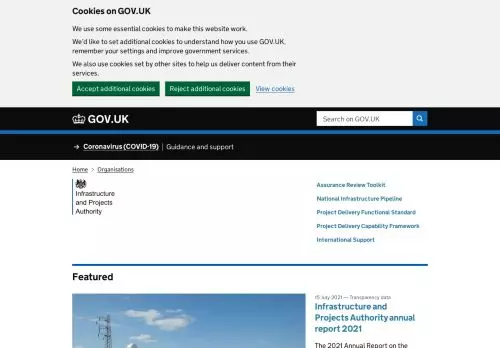 Cookies on GOV.UK
We use some essential cookies to make this website work.
We'd like to set additional cookies to understand how you use GOV.UK,
remember your settings and improve government services.
We also use cookies set by other sites to help us deliver content from their
services.
Accept additional cookies
Reject additional cookies
View cookies
GOV.UK
Search on GOV.UK
→ Coronavirus (COVID-19) | Guidance and support
Home > Organisations
Infrastructure
and Projects
Authority
Assurance Review Toolkit
National Infrastructure Pipeline
Project Delivery Functional Standard
Project Delivery Capability Framework
International Support
Featured
15 July 2021 — Transparency data
Infrastructure and
Projects Authority annual
report 2021
The 2021 Annual Report on the